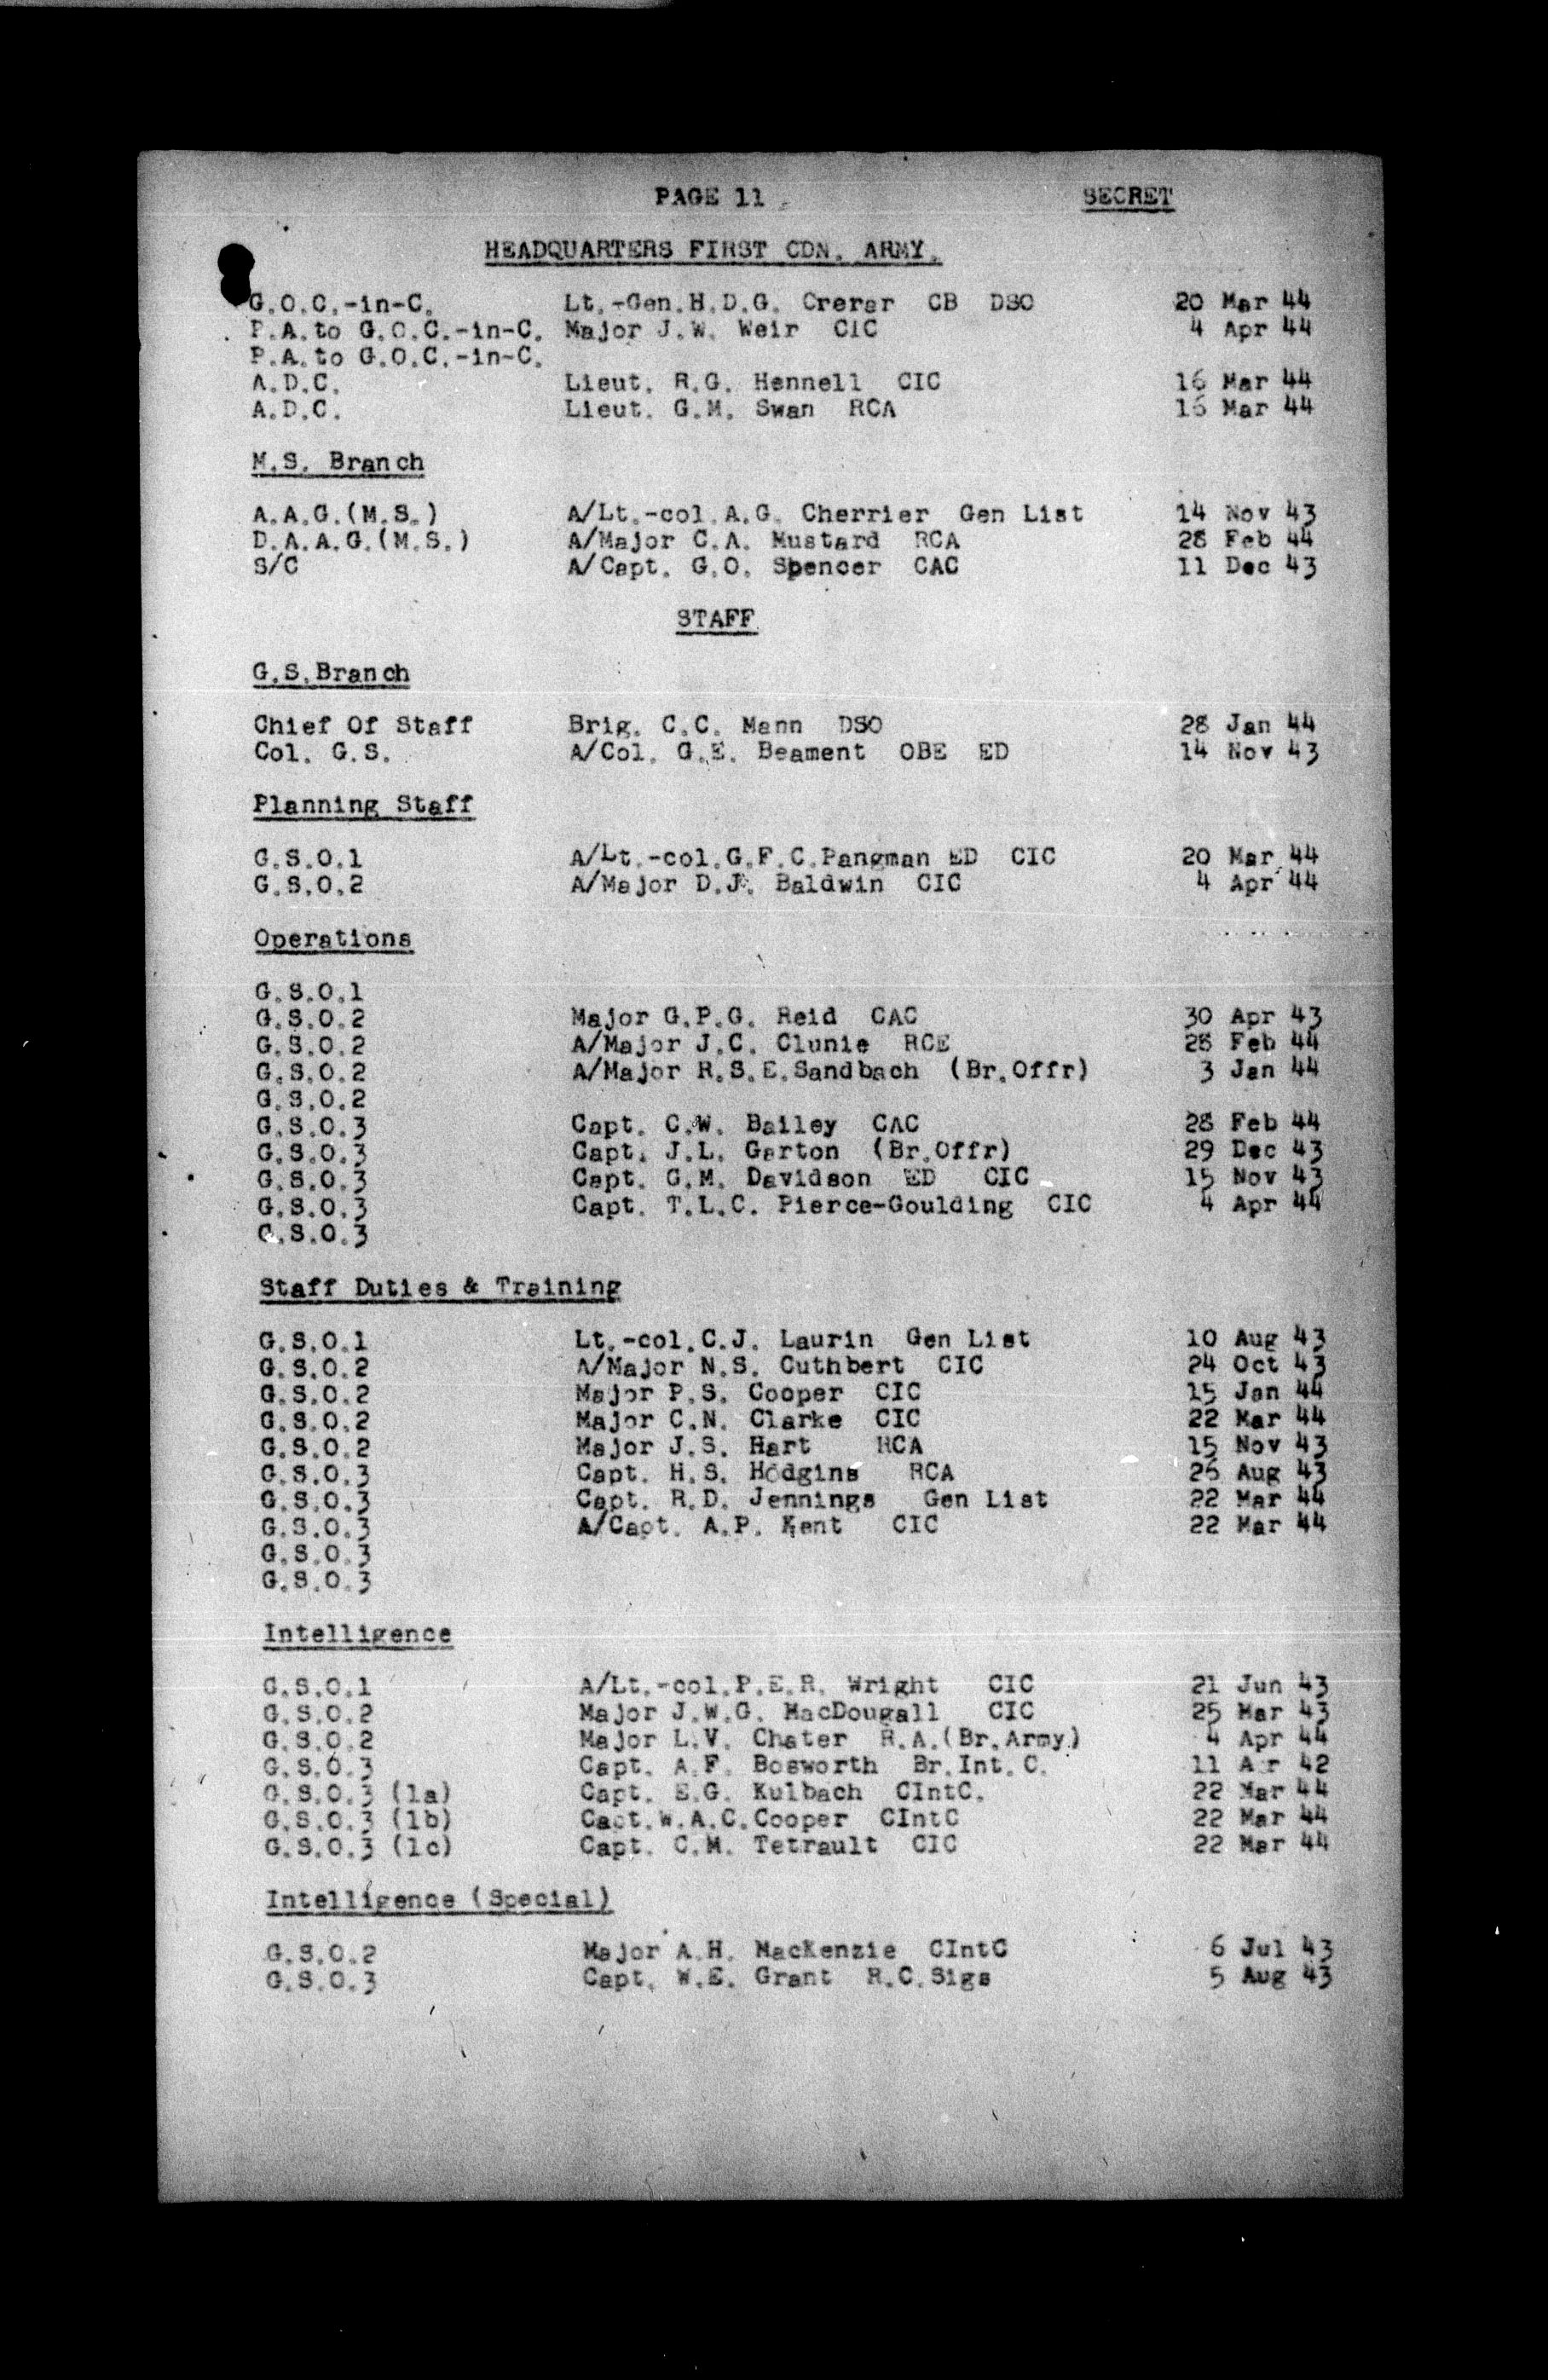 PAGE 11 SECRET
HEADQUARTERS FIRST CDN. ARMY.
G.O.C.-in-C. Lt.-Gen.H.D.G. Crerar CB DSO 20 Mar 44
P.A.to G.O.C.-in-C. Major J.W. Weir CIC 4 Apr 44
P.A.to G.O.C.-in-C.
A.D.C. Lieut. R.G. Hennell CIC 16 Mar 44
A.D.C. Lieut. G.M. Swan RCA 16 Mar 44
M.S. Branch
A.A.G.(M.S.) A/Lt.-col.A.G. Cherrier Gen List 14 Nov 43
D.A.A.G.(M.S.) A/Major C.A. Mustard RCA 28 Feb 44
S/C A/Capt. G.O. Spencer CAC 11 Dec 43
STAFF
G.S.Branch
Chief Of Staff Brig. C.C. Mann DSO 28 Jan 44
Col. G.S. A/Col. G.E. Beament OBE ED 14 Nov 43
Planning Staff
G.S.O.1 A/Lt.-col.G.F.C.Pangman ED CIC 20 Mar 44
G.S.O.2 A/Major D.J. Baldwin CIC 4 Apr 44
Operations
G.S.O.1
G.S.O.2 Major G.P.G. Reid CAC 30 Apr 43
G.S.O.2 A/Major J.C. Clunie RCE 28 Feb 44
G.S.O.2 A/Major R.S.E.Sandbach (Br.Offr) 3 Jan 44
G.S.O.2
G.S.O.3 Capt. C.W. Bailey CAC 28 Feb 44
G.S.O.3 Capt. J.L. Garton (Br.Offr) 29 Dec 43
G.S.O.3 Capt. G.M. Davidson ED CIC 15 Nov 43
G.S.O.3 Capt. T.L.C. Pierce-Goulding CIC 4 Apr 44
G.S.O.3
Staff Duties & Training
G.S.O.1 Lt.-col.C.J. Laurin Gen List 10 Aug 43
G.S.O.2 A/Major N.S. Cuthbert CIC 24 Oct 43
G.S.O.2 Major P.S. Cooper CIC 15 Jan 44
G.S.O.2 Major C.N. Clarke CIC 22 Mar 44
G.S.O.2 Major J.S. Hart RCA 15 Nov 43
G.S.O.3 Capt. H.S. Hodgins RCA 26 Aug 43
G.S.O.3 Capt. R.D. Jennings Gen List 22 Mar 44
G.S.O.3 A/Capt. A.P. Kent CIC 22 Mar 44
G.S.O.3
G.S.O.3
Intelligence
G.S.O.1 A/Lt.-col.P.E.R. Wright CIC 21 Jun 43
G.S.O.2 Major J.W.G. MacDougall CIC 25 Mar 43
G.S.O.2 Major L.V. Chater R.A.(Br.Army) 4 Apr 44
G.S.O.3 Capt. A.F. Bosworth Br.Int.C. 11 Apr 42
G.S.O.3 (1a) Capt. E.G. Kulbach CIntC. 22 Mar 44
G.S.O.3 (1b) Capt.W.A.C.Cooper CIntC 22 Mar 44
G.S.O.3 (1c) Capt. C.M. Tetrault CIC 22 Mar 44
Intelligence (Special)
G.S.O.2 Major A.H. MacKenzie CIntC 6 Jul 43
G.S.O.3 Capt. W.E. Grant R.C.Sigs 5 Aug 43